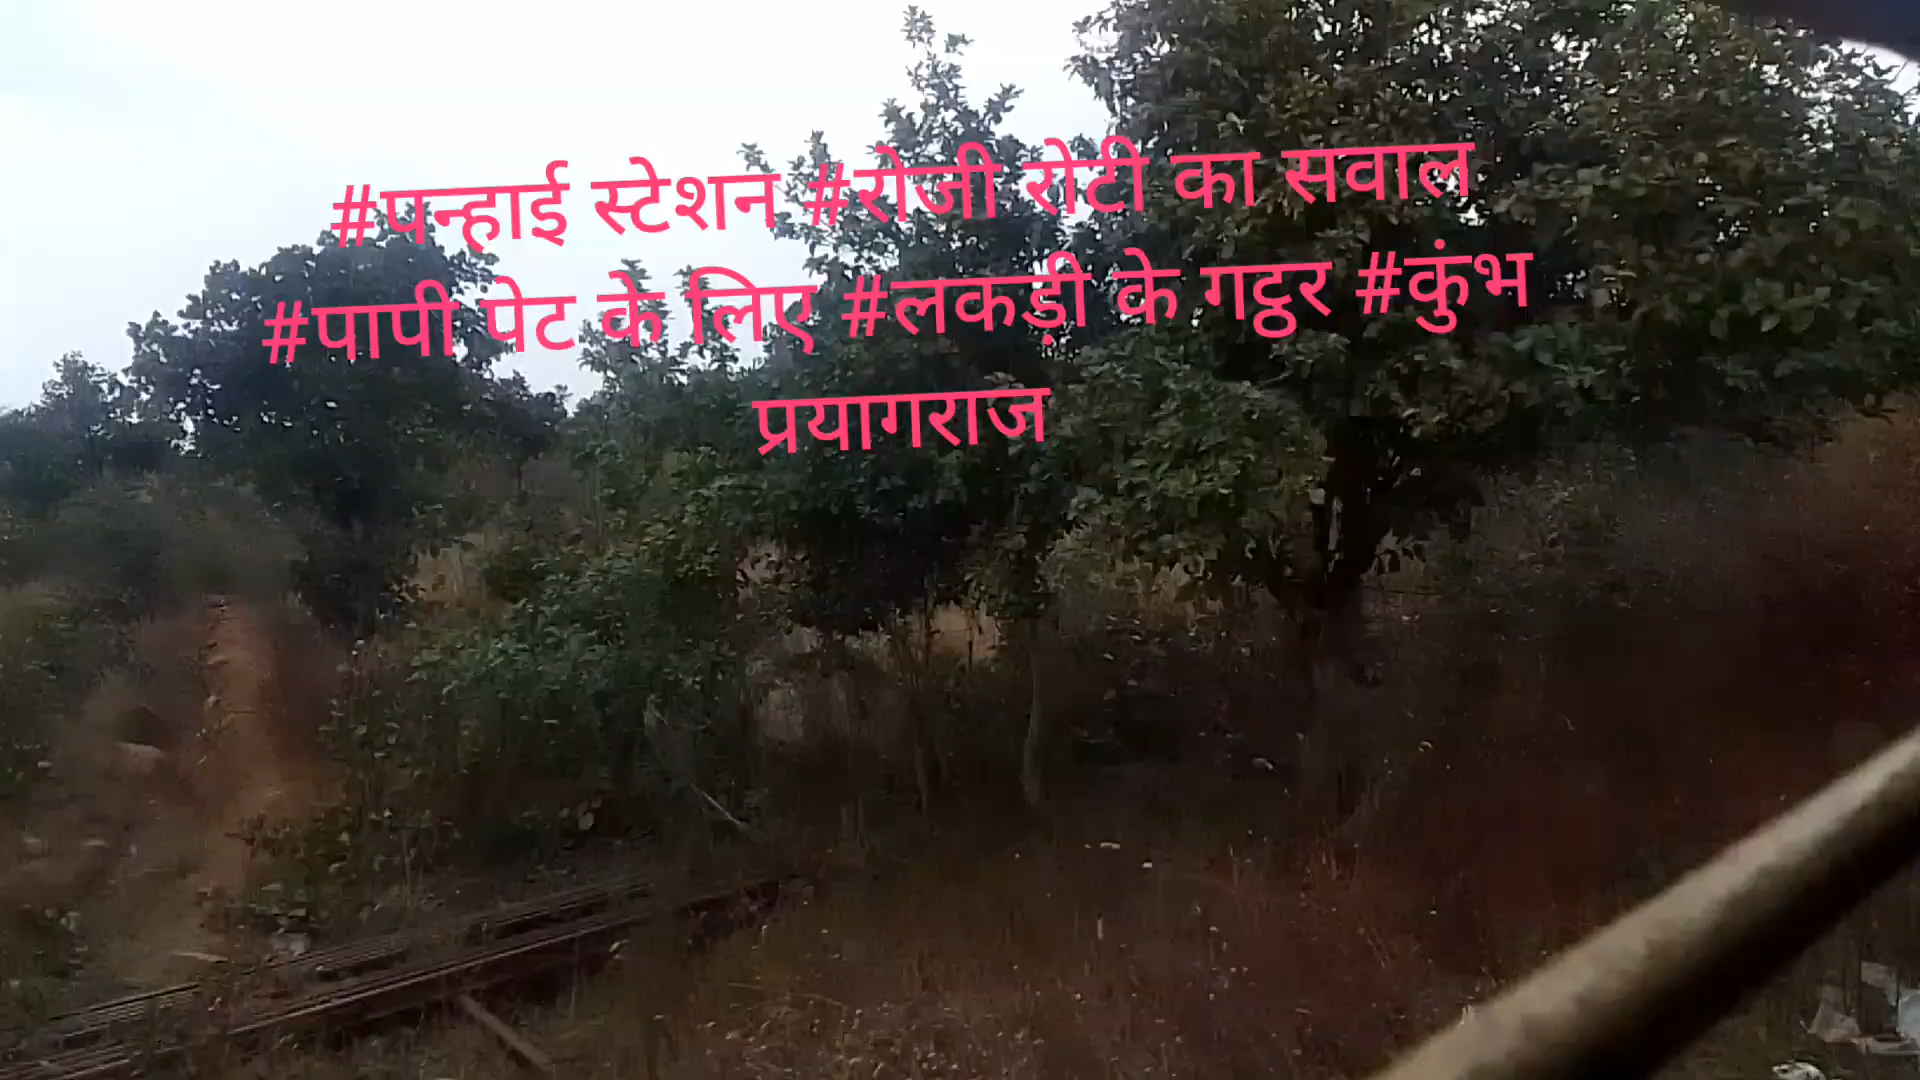 #पन्हाई स्टेशन #रोजी रोटी का सवाल
#पापी पेट के लिए #लकड़ी के गट्ठर #कुंभ
प्रयागराज